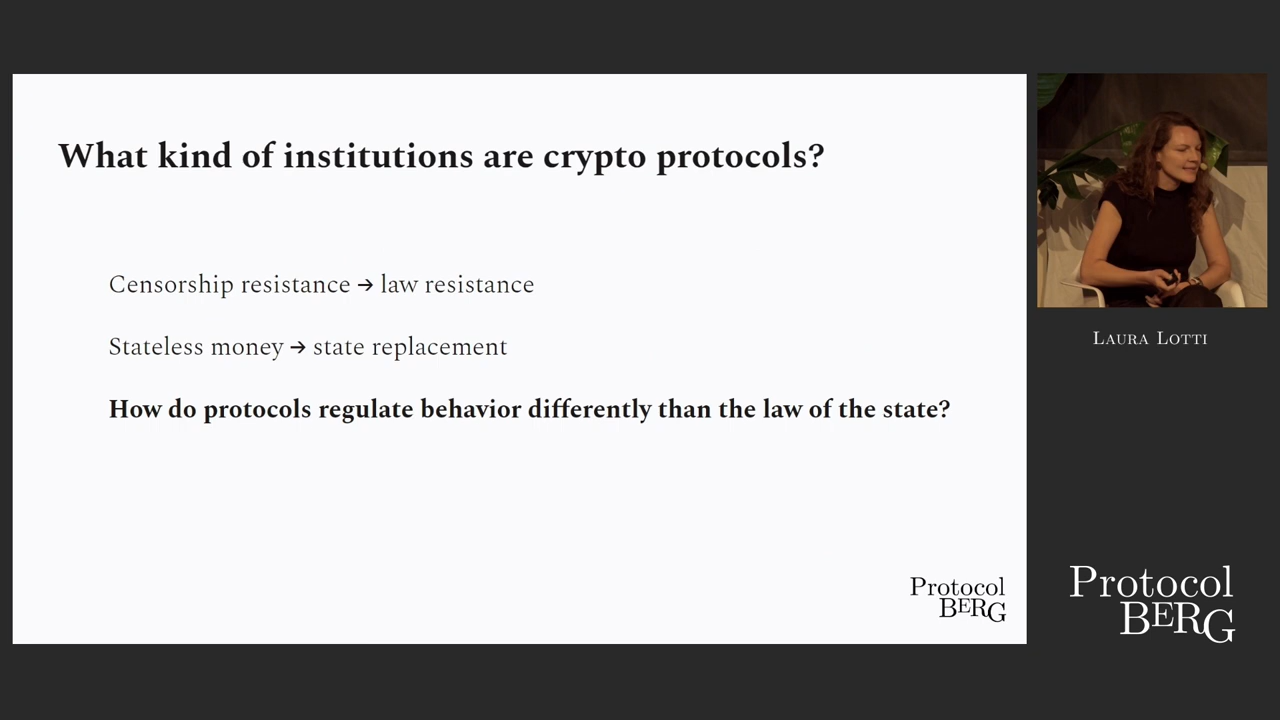 What kind of institutions are crypto protocols?
Censorship resistance → law resistance
Stateless money → state replacement
How do protocols regulate behavior differently than the law of the state?
Protocol
BERG
Laura Lotti
Protocol
BERG